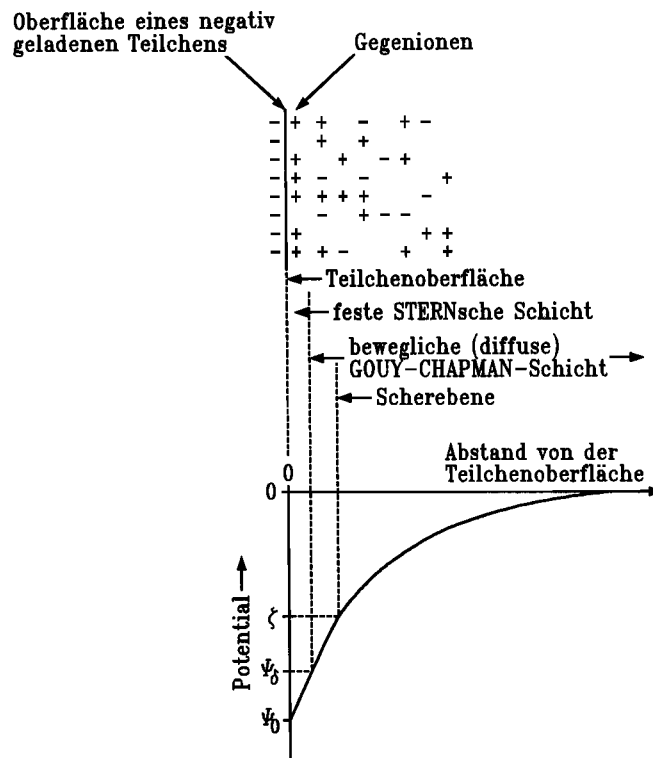 Oberfläche eines negativ
geladenen Teilchens
Gegenionen
− + + − + −
− + +
− + + − +
− + − − +
− + + + + −
− − + − −
− + + +
− + + − + +
Teilchenoberfläche
feste STERNsche Schicht
bewegliche (diffuse)
GOUY−CHAPMAN−Schicht
Scherebene
Abstand von der
Teilchenoberfläche
0
0
Potential
ζ
Ψδ
Ψ0